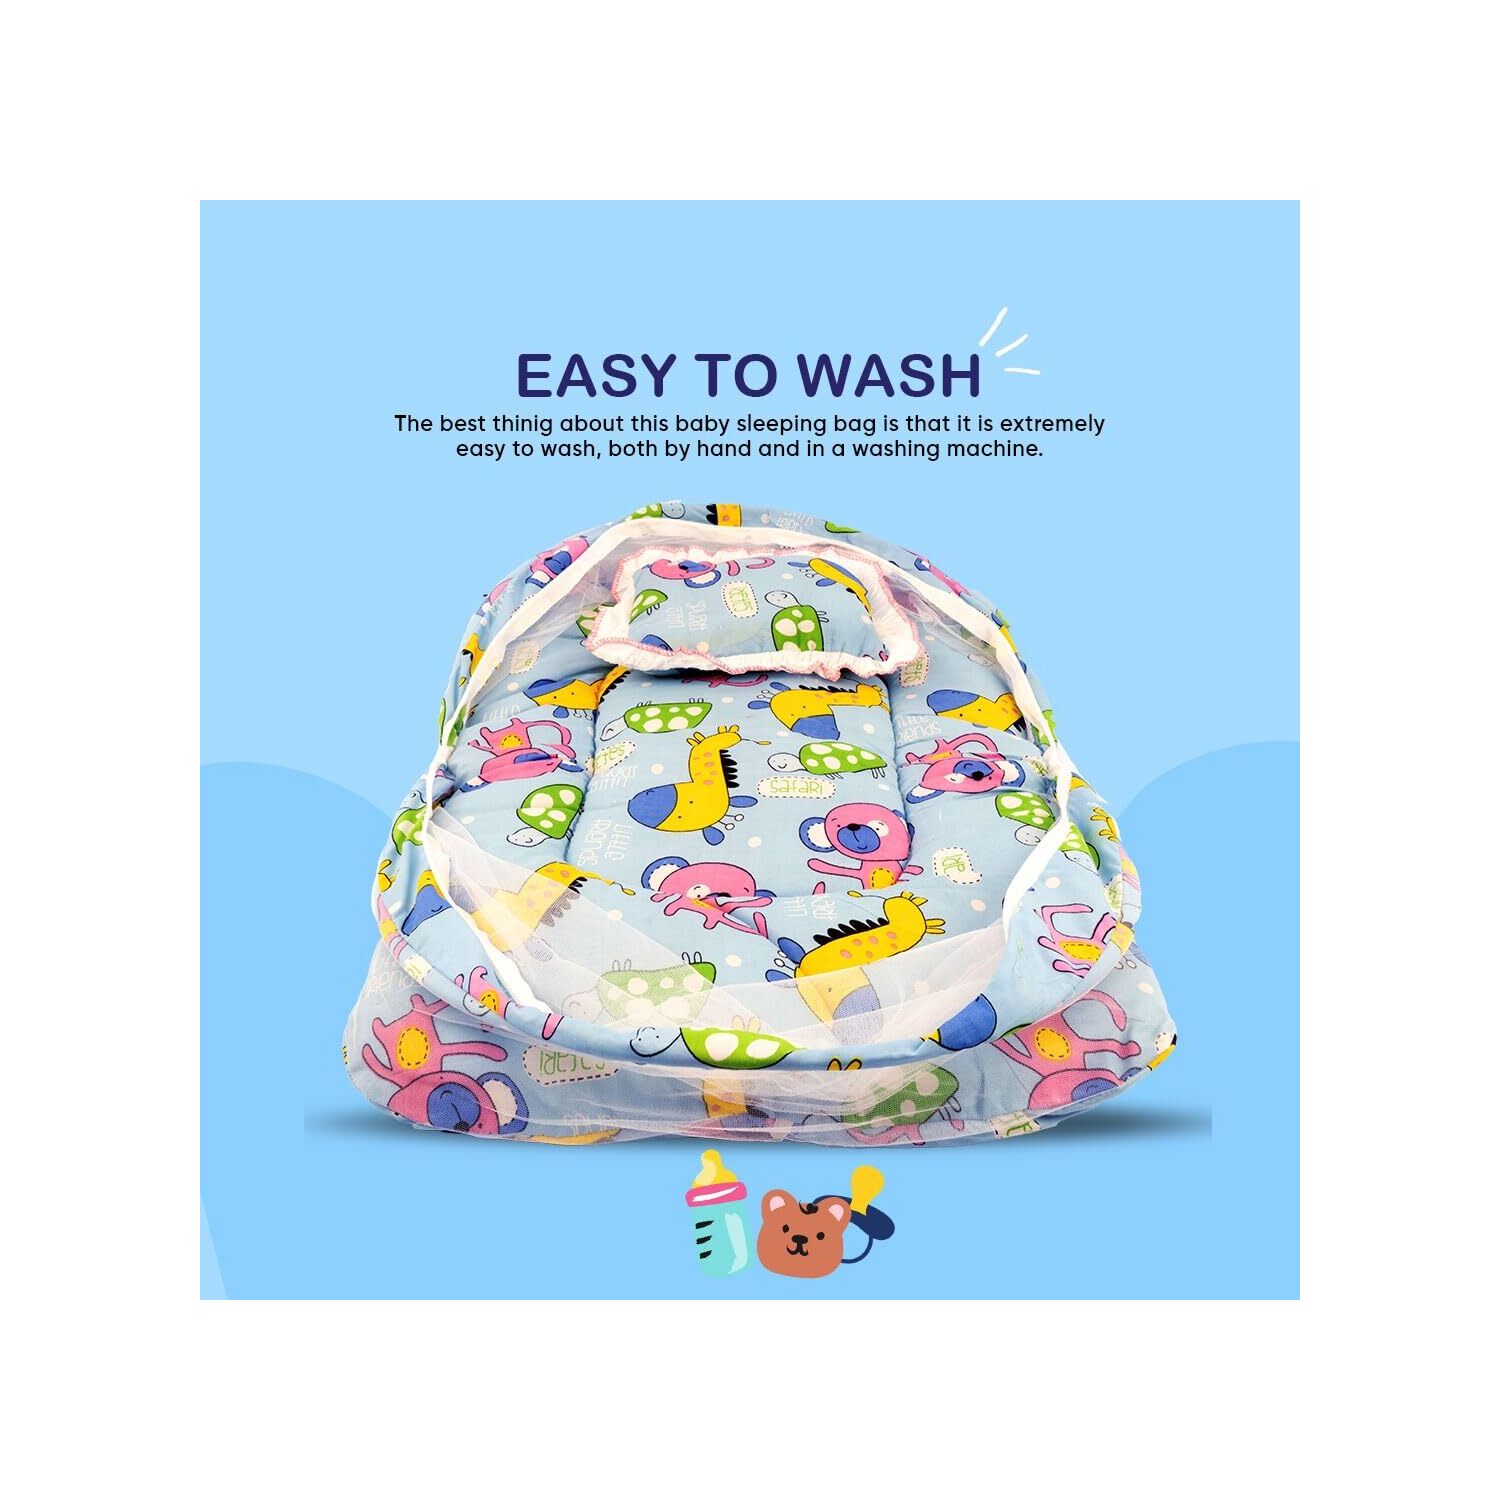 EASY TO WASH
The best thinig about this baby sleeping bag is that it is extremely
easy to wash, both by hand and in a washing machine.
safari
safari